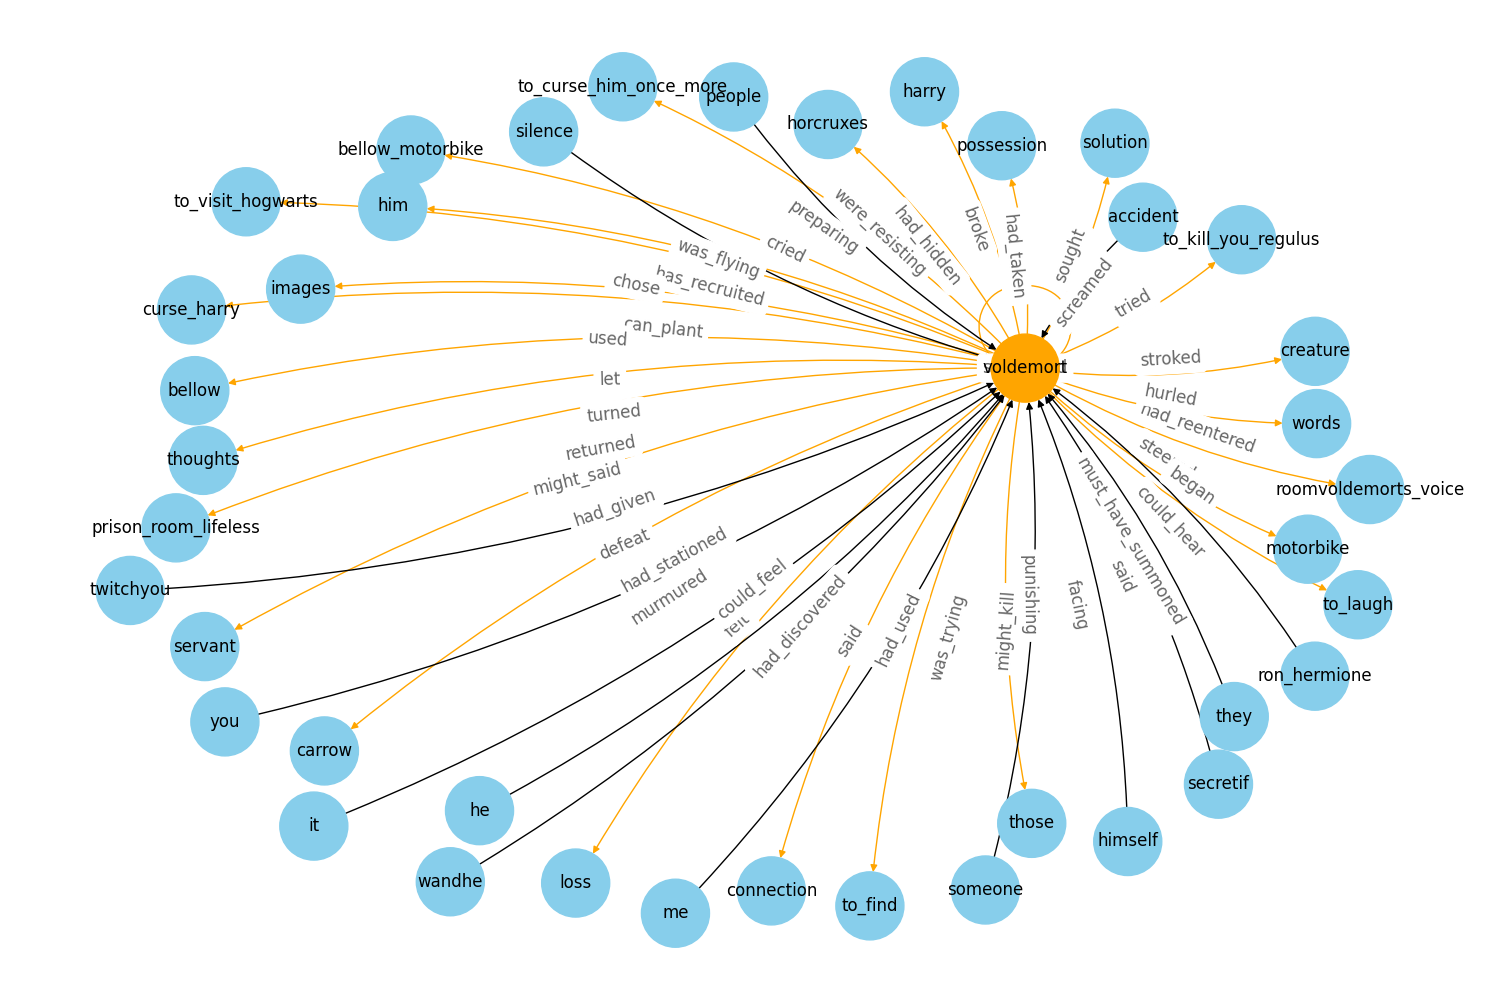 to_curse_him_once_more
people
harry
horcruxes
silence
possession
solution
bellow_motorbike
to_visit_hogwarts
him
accident
to_kill_you_regulus
preparing
were_resisting
had_hidden
broke
had_taken
sought
screamed
tried
cried
was_flying
has_recruited
chose
images
curse_harry
can_plant
used
bellow
let
turned
returned
might_said
thoughts
prison_room_lifeless
voldemort
stroked
creature
hurled
words
had_reentered
began
roomvoldemorts_voice
motorbike
to_laugh
could_hear
must_have_summoned
said
facing
punishing
might_kill
was_trying
had_used
said
had_discovered
could_feel
murmured
had_stationed
defeat
had_given
twitchyou
servant
you
carrow
it
he
wandhe
loss
me
connection
to_find
someone
those
himself
secretif
they
ron_hermione